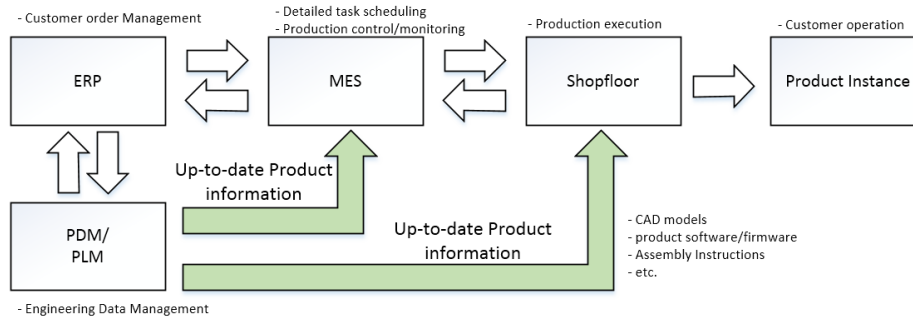 - Customer order Management
- Detailed task scheduling
- Production control/monitoring
- Production execution
- Customer operation
ERP
MES
Shopfloor
Product Instance
Up-to-date Product
information
PDM/
PLM
Up-to-date Product
information
- CAD models
- product software/firmware
- Assembly Instructions
- etc.
- Engineering Data Management